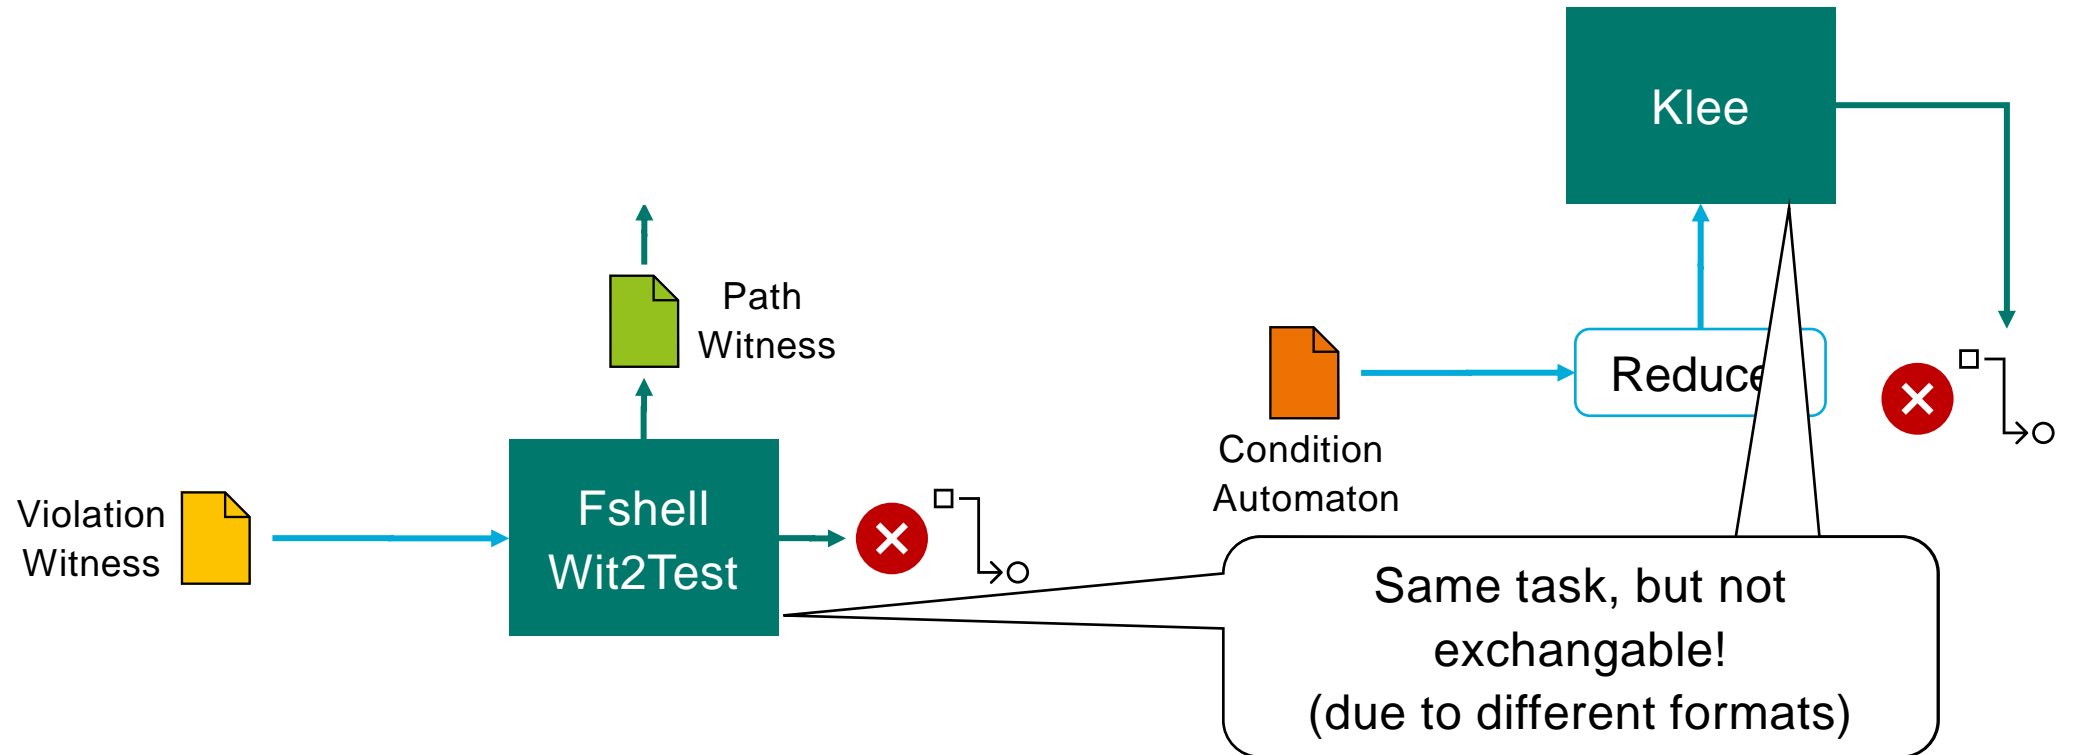 Klee
Path
Witness
Reduce
Condition
Automaton
Violation
Witness
Fshell
Wit2Test
Same task, but not
exchangable!
(due to different formats)